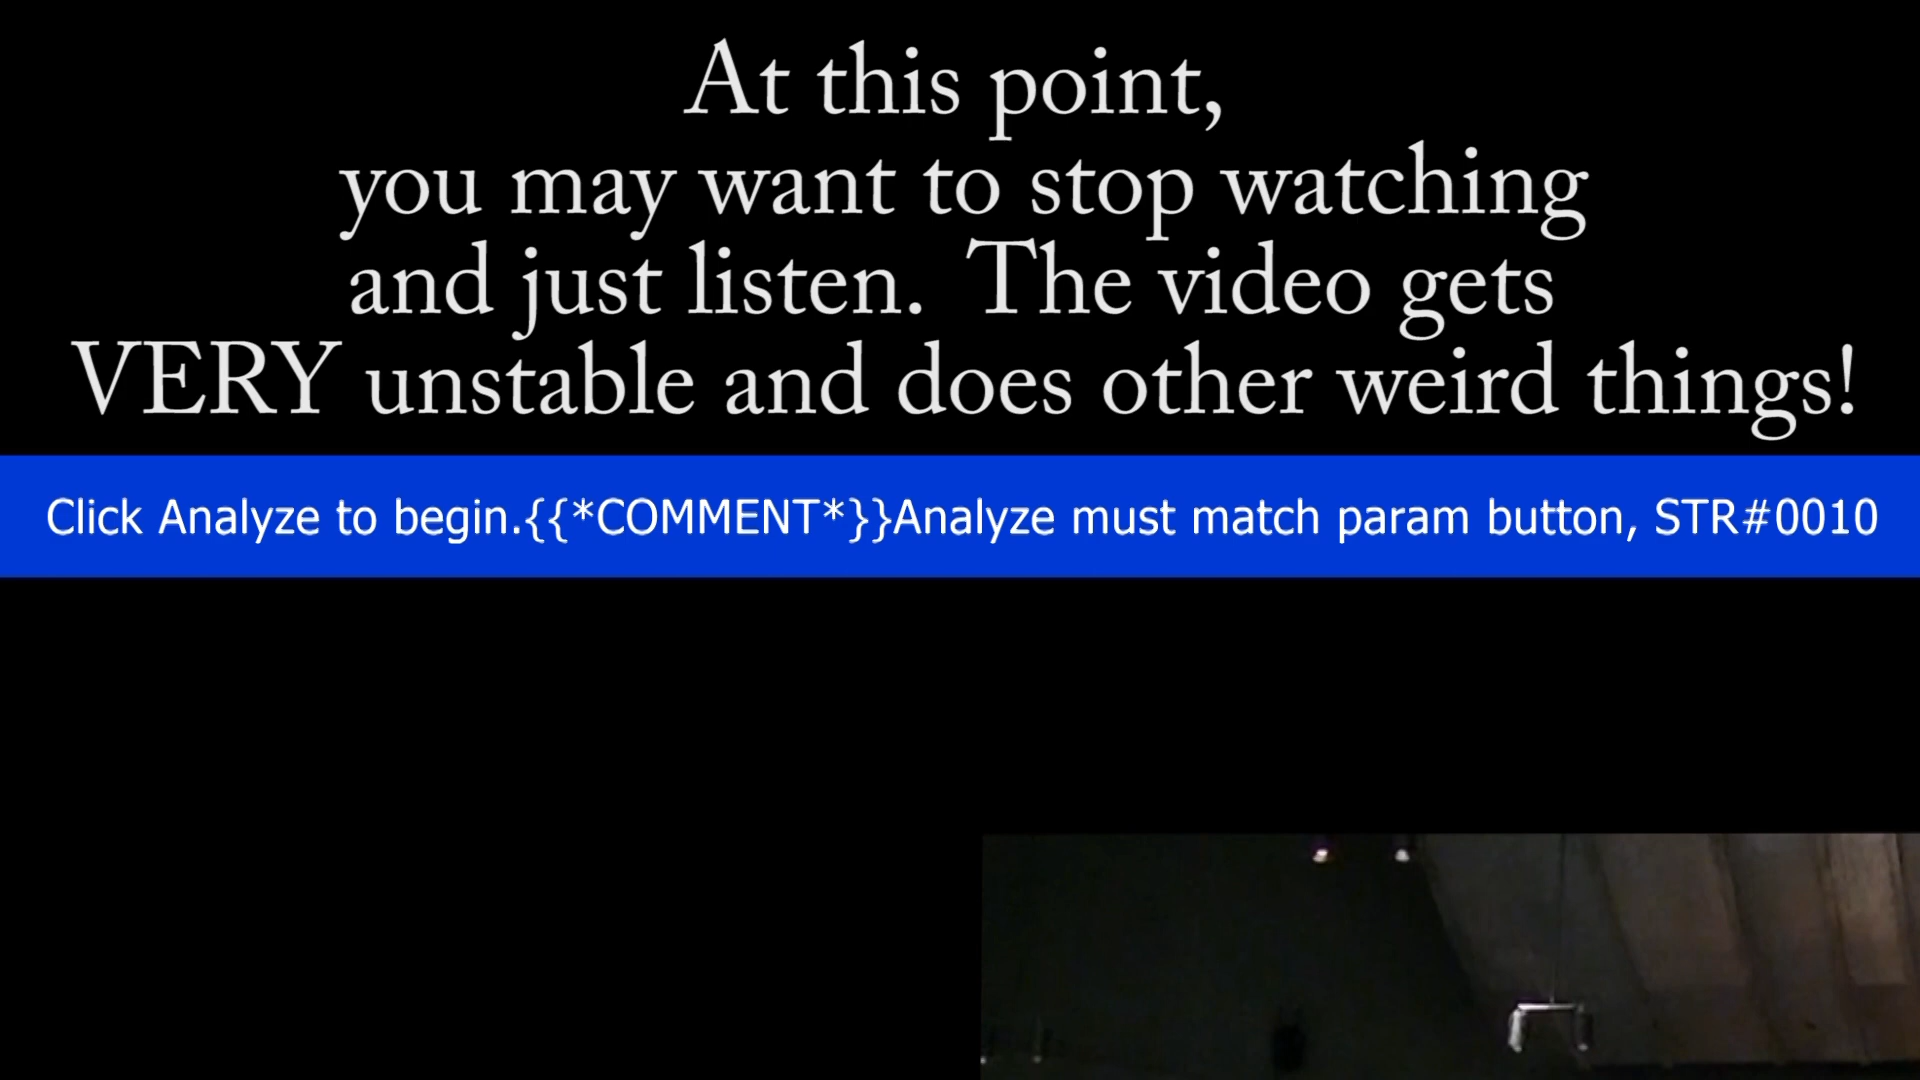 At this point,
you may want to stop watching
and just listen. The video gets
VERY unstable and does other weird things!
Click Analyze to begin.{{*COMMENT*}}Analyze must match param button, STR#0010